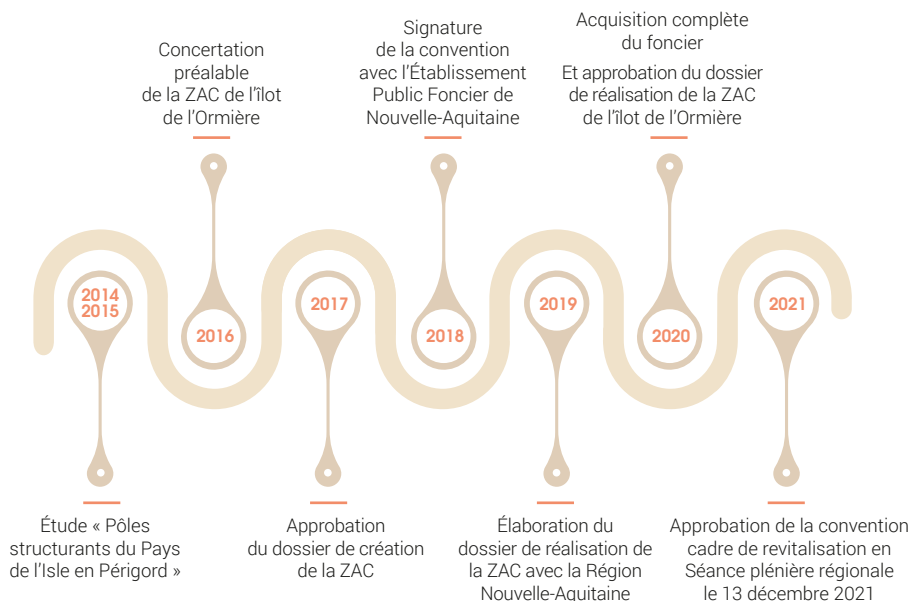 Concertation
préalable
de la ZAC de l'îlot
de l'Ormière
Signature
de la convention
avec l'Établissement
Public Foncier de
Nouvelle-Aquitaine
Acquisition complète
du foncier
Et approbation du dossier
de réalisation de la ZAC
de l'îlot de l'Ormière
2014
2015
2016
2017
2018
2019
2020
2021
Étude « Pôles
structurants du Pays
de l'Isle en Périgord »
Approbation
du dossier de création
de la ZAC
Élaboration du
dossier de réalisation de
la ZAC avec la Région
Nouvelle-Aquitaine
Approbation de la convention
cadre de revitalisation en
Séance plénière régionale
le 13 décembre 2021